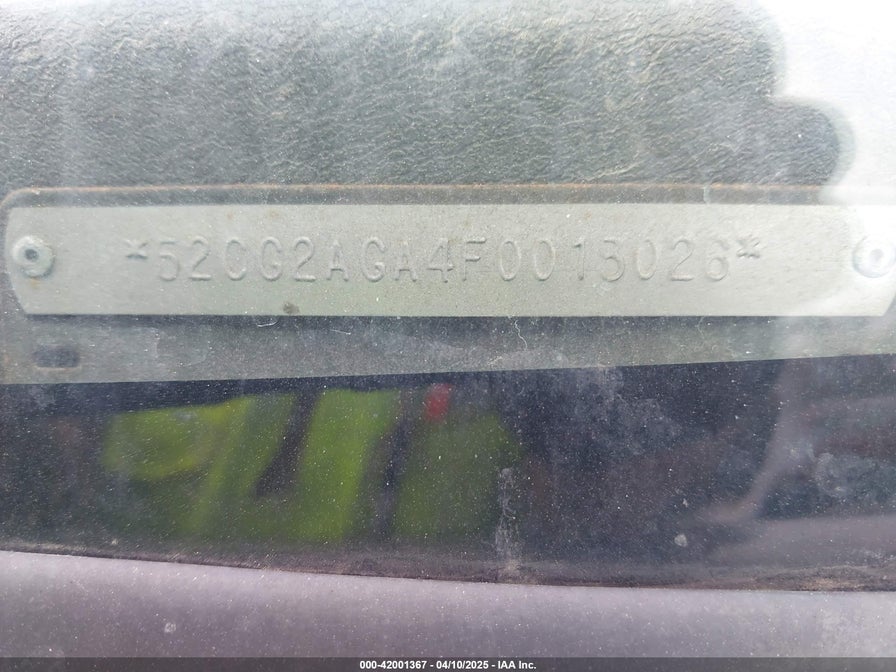 *52CG2AGA4F0013026*
000-42001367 / 04/10/2025 - IAA Inc.